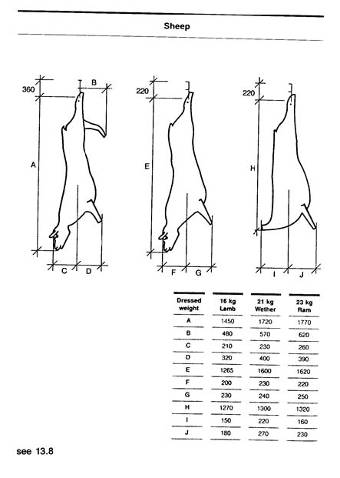 Sheep
360
B
220
220
A
E
H
C D
F G
I J
Dressed weight 16 kg Lamb 21 kg Wether 23 kg Ram
A 1450 1720 1770
B 480 570 620
C 210 230 260
D 320 400 390
E 1265 1600 1620
F 200 230 220
G 230 240 250
H 1270 1300 1320
I 150 220 160
J 180 270 230
see 13.8